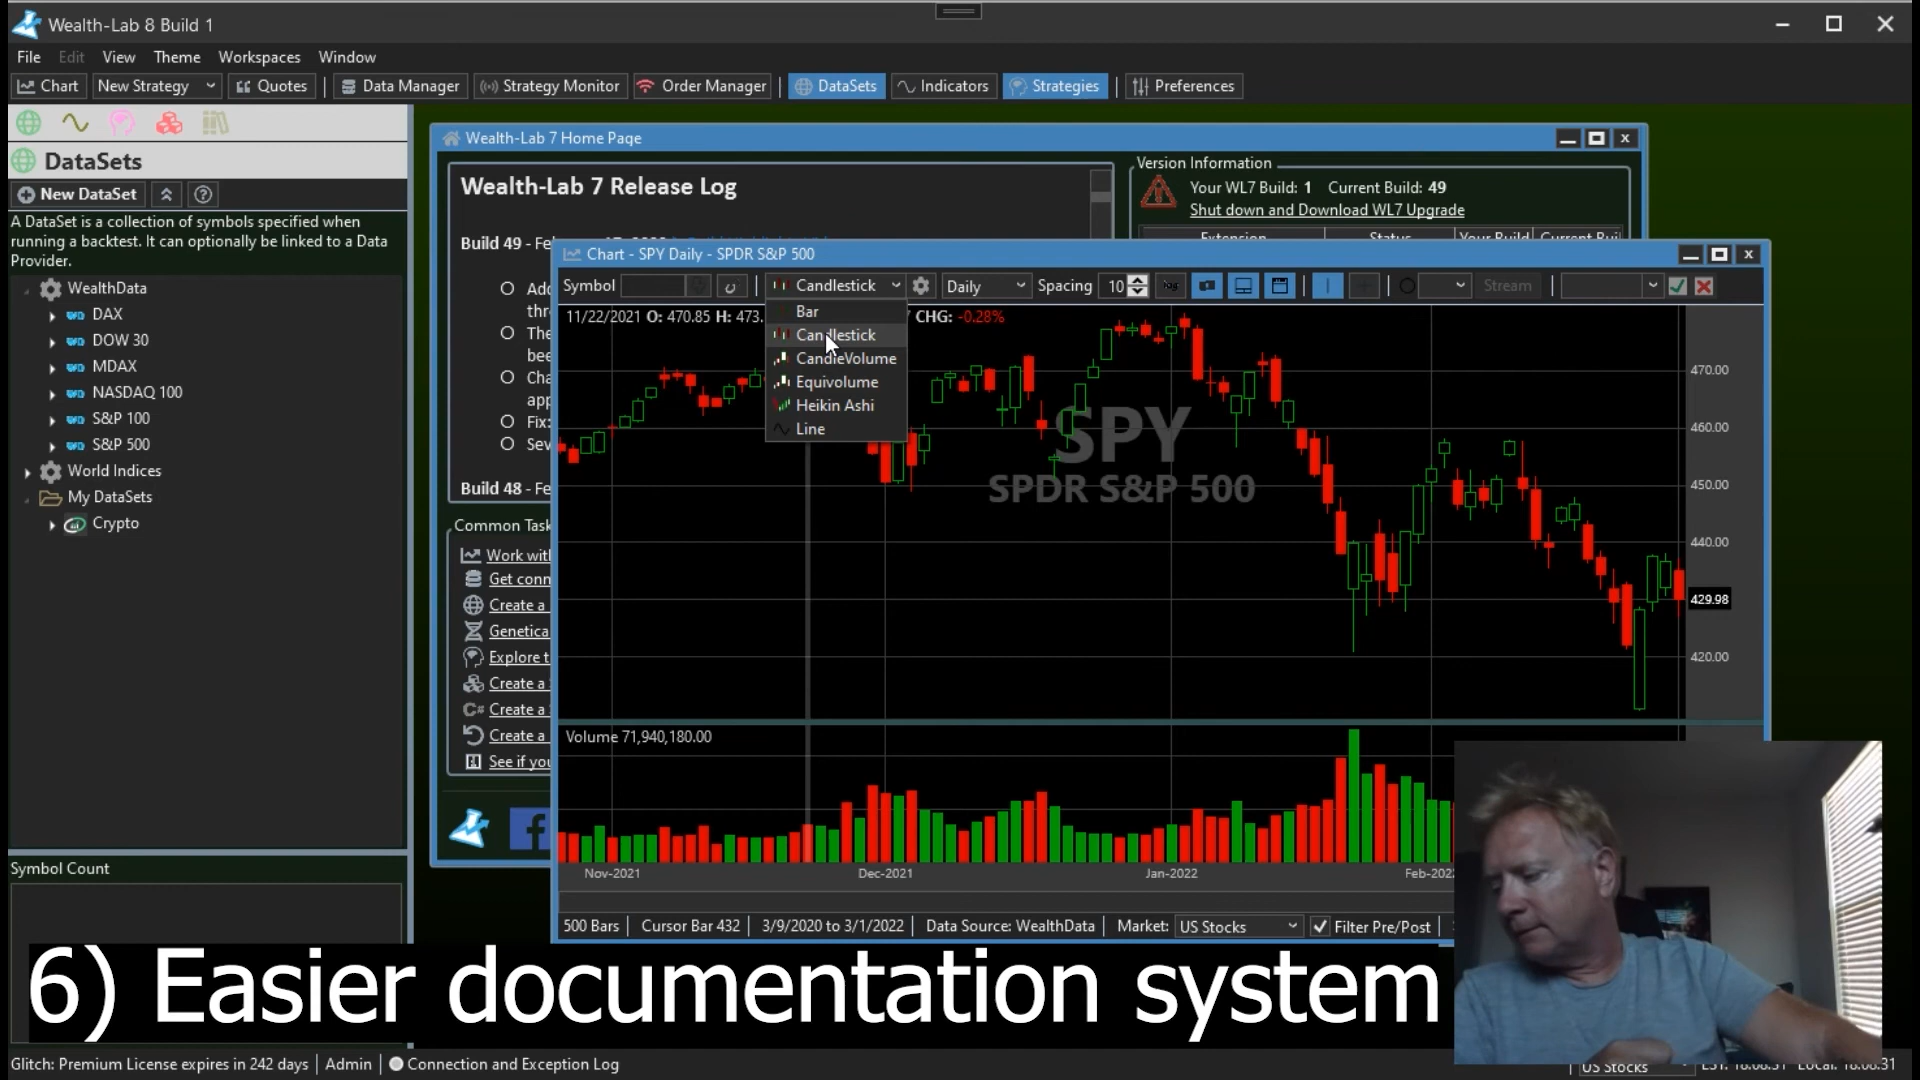 Wealth-Lab 8 Build 1
File Edit View Theme Workspaces Window
Chart New Strategy Quotes Data Manager Strategy Monitor Order Manager DataSets Indicators Strategies Preferences
DataSets
New DataSet
A DataSet is a collection of symbols specified when
running a backtest. It can optionally be linked to a Data
Provider.
WealthData
DAX
DOW 30
MDAX
NASDAQ 100
S&P 100
S&P 500
World Indices
My DataSets
Crypto
Symbol Count
Wealth-Lab 7 Home Page
Wealth-Lab 7 Release Log
Build 49
Build 48
Version Information
Your WL7 Build: 1 Current Build: 49
Shut down and Download WL7 Upgrade
Extension Status Your Build
Common Task
Work with
Create a
Explore
Create a
Create a
Create a
See if you
Chart - SPY Daily - SPDR S&P 500
Symbol Candlestick Daily Spacing 10 log Stream
11/22/2021 O: 470.85 H: 473. CHG: -0.28%
Bar
Candlestick
CandleVolume
Equivolume
Heikin Ashi
Line
SPY
SPDR S&P 500
470.00
460.00
450.00
440.00
429.98
420.00
Volume 71,940,180.00
Nov-2021 Dec-2021 Jan-2022 Feb-2022
500 Bars Cursor Bar 432 3/9/2020 to 3/1/2022 Data Source: WealthData Market: US Stocks Filter Pre/Post
6) Easier documentation system
Glitch: Premium License expires in 242 days Admin Connection and Exception Log US Stocks